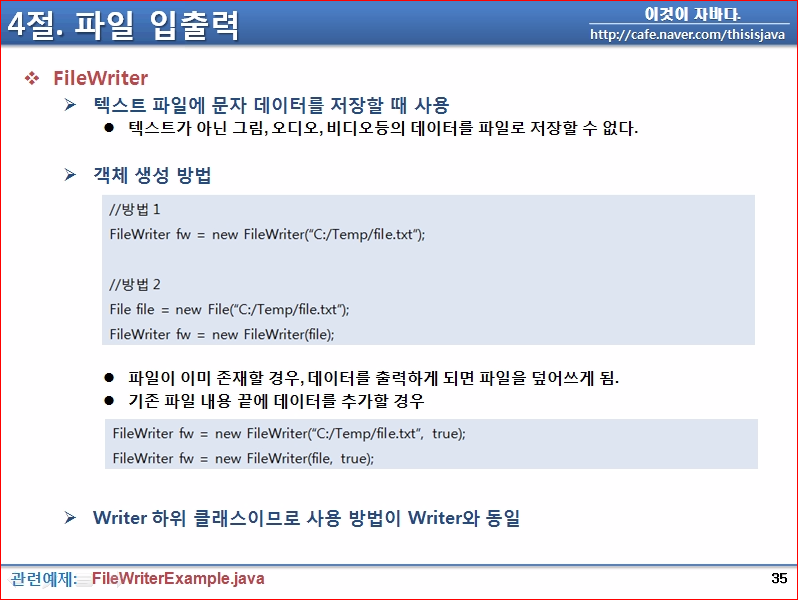 4절. 파일 입출력
이것이 자바다.
http://cafe.naver.com/thisisjava
FileWriter
텍스트 파일에 문자 데이터를 저장할 때 사용
텍스트가 아닌 그림, 오디오, 비디오등의 데이터를 파일로 저장할 수 없다.
객체 생성 방법
//방법 1
FileWriter fw = new FileWriter(“C:/Temp/file.txt”);
//방법 2
File file = new File(“C:/Temp/file.txt”);
FileWriter fw = new FileWriter(file);
파일이 이미 존재할 경우, 데이터를 출력하게 되면 파일을 덮어쓰게 됨.
기존 파일 내용 끝에 데이터를 추가할 경우
FileWriter fw = new FileWriter(“C:/Temp/file.txt”, true);
FileWriter fw = new FileWriter(file, true);
Writer 하위 클래스이므로 사용 방법이 Writer와 동일
관련예제: FileWriterExample.java
35